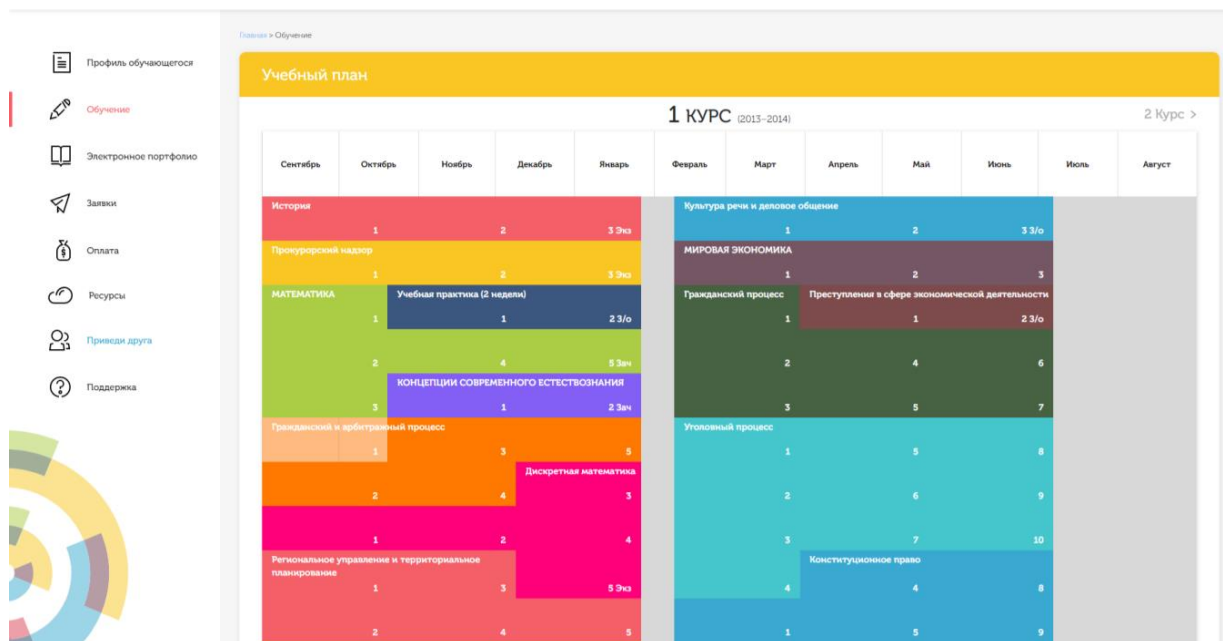 Главная > Обучение
Профиль обучающегося
Обучение
Электронное портфолио
Заявки
Оплата
Ресурсы
Приведи друга
Поддержка
Учебный план
1 КУРС (2013–2014)
2 Курс >
Сентябрь Октябрь Ноябрь Декабрь Январь Февраль Март Апрель Май Июнь Июль Август
История
1 2 3 Экз
Прокурорский надзор
1 2 3 Экз
МАТЕМАТИКА Учебная практика (2 недели)
1 1 2 З/о
2 4 5 Зач
КОНЦЕПЦИИ СОВРЕМЕННОГО ЕСТЕСТВОЗНАНИЯ
3 1 2 Зач
Гражданский и арбитражный процесс
1 3 5
Дискретная математика
2 4 3
1 2 4
Региональное управление и территориальное
планирование
1 3 5 Экз
2 4 5
Культура речи и деловое общение
1 2 3 З/о
МИРОВАЯ ЭКОНОМИКА
1 2 3
Гражданский процесс Преступления в сфере экономической деятельности
1 1 2 З/о
2 4 6
3 5 7
Уголовный процесс
1 5 8
2 6 9
3 7 10
Конституционное право
4 4 8
1 5 9